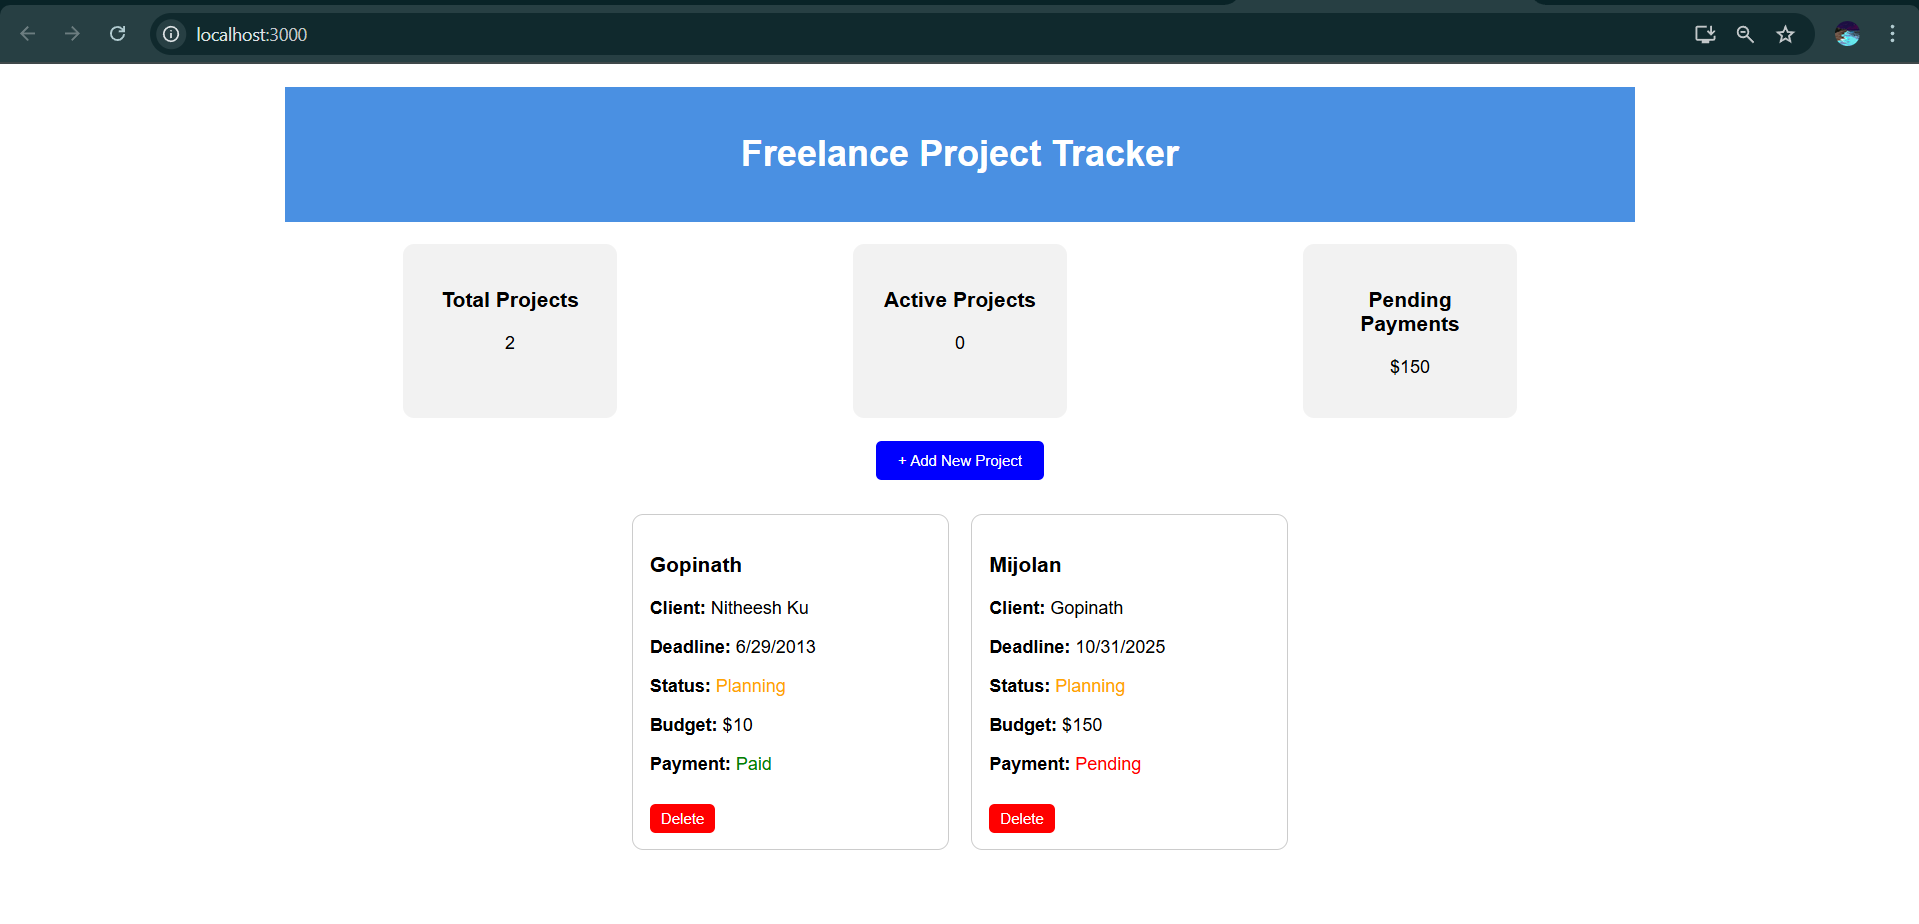 localhost:3000
Freelance Project Tracker
Total Projects
2
Active Projects
0
Pending
Payments
$150
+ Add New Project
Gopinath
Client: Nitheesh Ku
Deadline: 6/29/2013
Status: Planning
Budget: $10
Payment: Paid
Delete
Mijolan
Client: Gopinath
Deadline: 10/31/2025
Status: Planning
Budget: $150
Payment: Pending
Delete